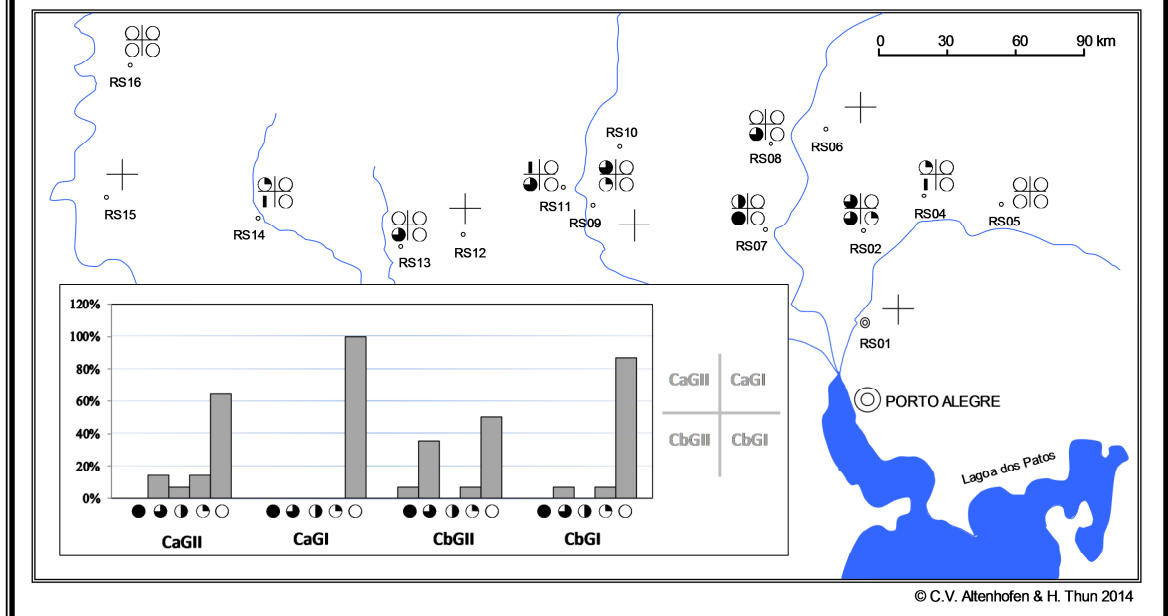 0 30 60 90 km
RS16
RS10
RS06
RS08
RS15
RS14
RS13
RS12
RS11
RS09
RS07
RS02
RS04
RS05
RS01
120%
100%
80%
60%
40%
20%
0%
CaGII CaGI CbGII CbGI
CaGII CaGI
CbGII CbGI
PORTO ALEGRE
Lagoa dos Patos
© C.V. Altenhofen & H. Thun 2014